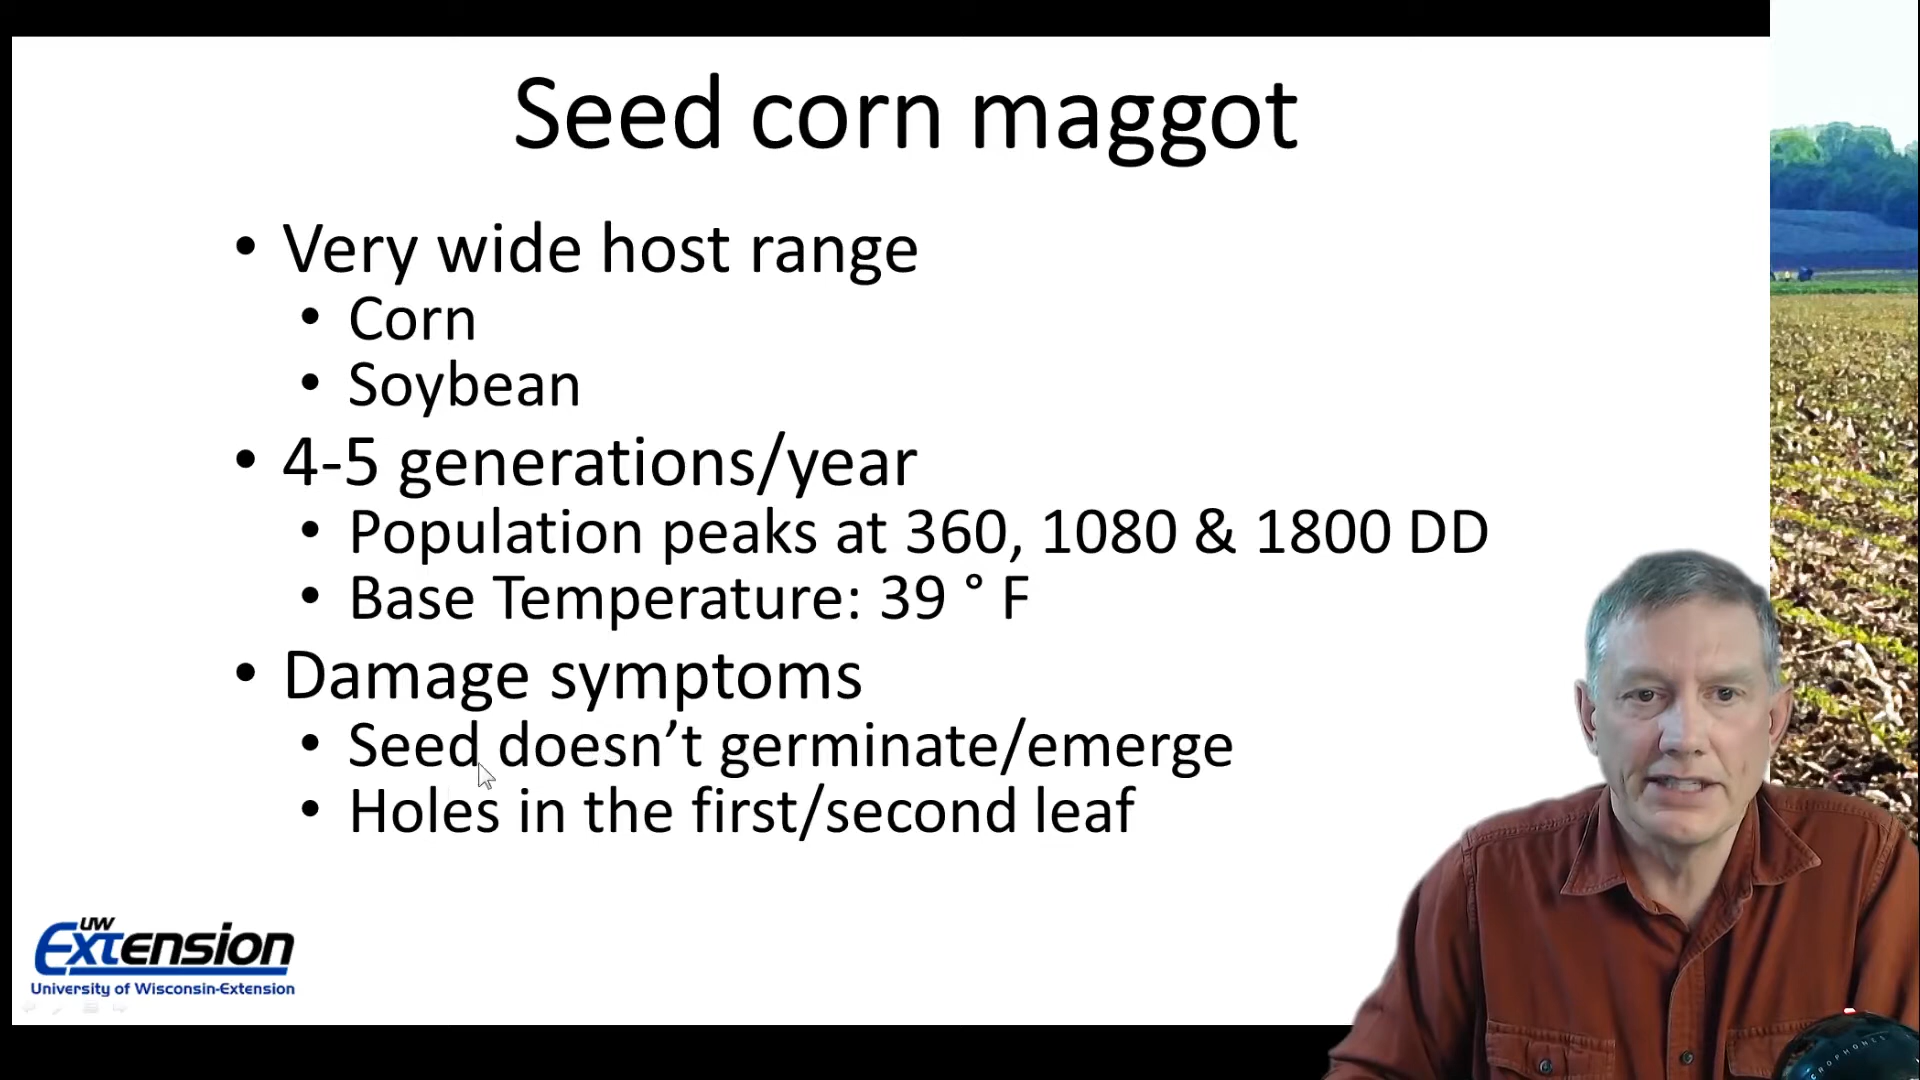 Seed corn maggot
• Very wide host range
• Corn
• Soybean
• 4-5 generations/year
• Population peaks at 360, 1080 & 1800 DD
• Base Temperature: 39 ° F
• Damage symptoms
• Seed doesn’t germinate/emerge
• Holes in the first/second leaf
UW
Extension
University of Wisconsin-Extension